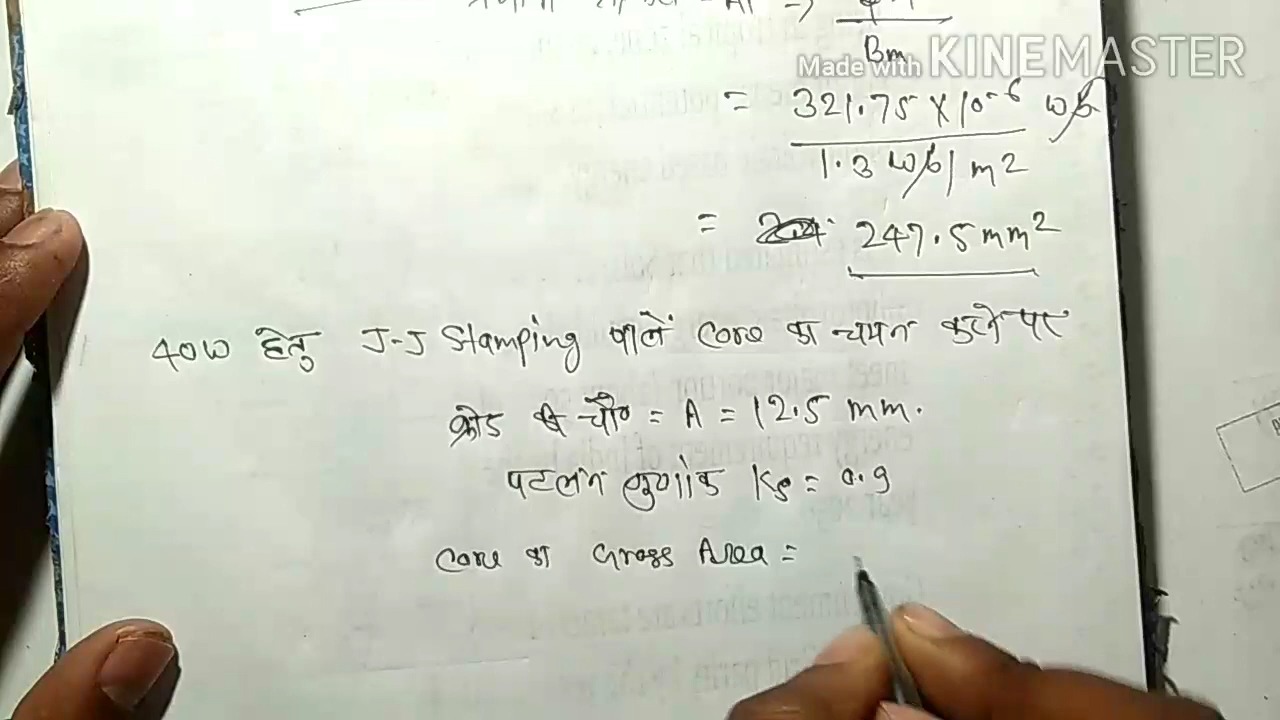 Bm
Made with KINEMASTER
= 321.75 X 10-6 wb
1.3 wb/m2
= 247.5 mm2
40W हेतु J-J Stamping वाले Core का चयन करने पर
क्रोड की चौ० = A = 12.5 mm.
पटलन गुणांक Ks = 0.9
Core का Gross Area =